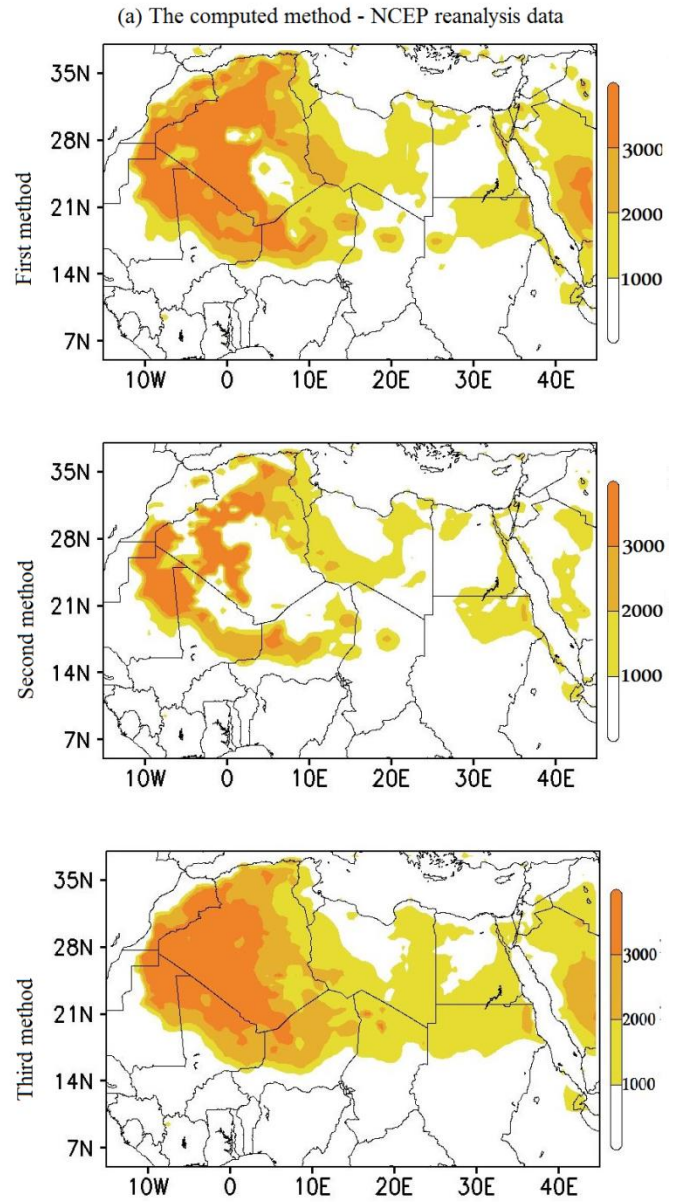 (a) The computed method - NCEP reanalysis data
First method
35N
28N
21N
14N
7N
10W 0 10E 20E 30E 40E
3000
2000
1000
Second method
35N
28N
21N
14N
7N
10W 0 10E 20E 30E 40E
3000
2000
1000
Third method
35N
28N
21N
14N
7N
10W 0 10E 20E 30E 40E
3000
2000
1000